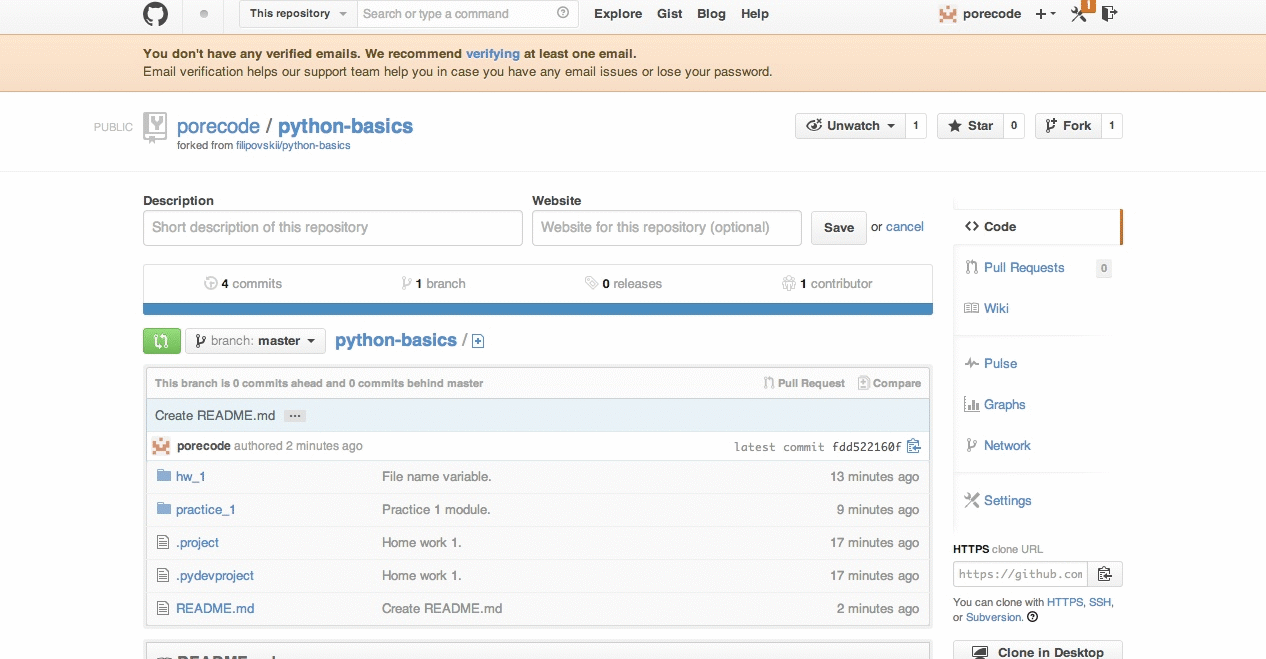 This repository Search or type a command Explore Gist Blog Help porecode 1
You don't have any verified emails. We recommend verifying at least one email.
Email verification helps our support team help you in case you have any email issues or lose your password.
PUBLIC porecode / python-basics Unwatch 1 Star 0 Fork 1
forked from filipovskii/python-basics
Description Website
Short description of this repository Website for this repository (optional) Save or cancel
4 commits 1 branch 0 releases 1 contributor
branch: master python-basics /
This branch is 0 commits ahead and 0 commits behind master Pull Request Compare
Create README.md ...
porecode authored 2 minutes ago latest commit fdd522160f
hw_1 File name variable. 13 minutes ago
practice_1 Practice 1 module. 9 minutes ago
.project Home work 1. 17 minutes ago
.pydevproject Home work 1. 17 minutes ago
README.md Create README.md 2 minutes ago
README.md
Code
Pull Requests 0
Wiki
Pulse
Graphs
Network
Settings
HTTPS clone URL
https://github.com
You can clone with HTTPS, SSH,
or Subversion.
Clone in Desktop